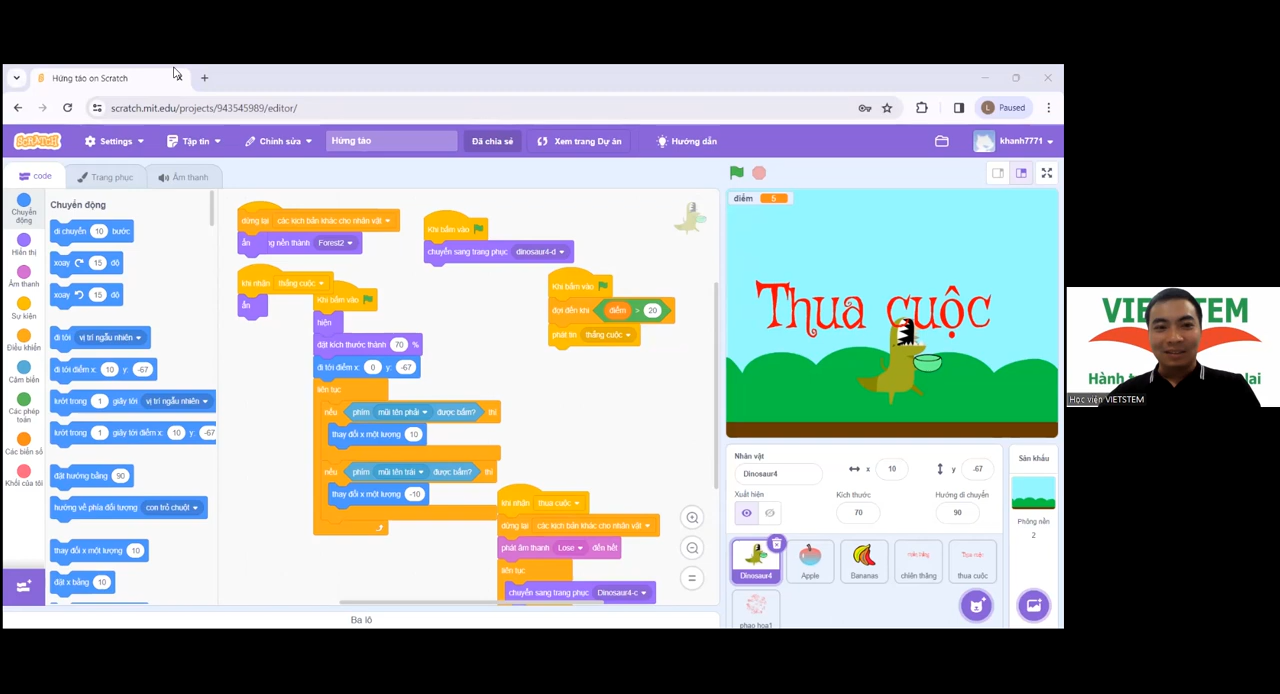 Hứng táo on Scratch
scratch.mit.edu/projects/943545989/editor/
L Paused
SCRATCH
Settings
Tập tin
Chỉnh sửa
Hứng táo
Đã chia sẻ
Xem trang Dự án
Hướng dẫn
khanh7771
code
Trang phục
Âm thanh
Chuyển động
Hiển thị
Âm thanh
Sự kiện
Điều khiển
Cảm biến
Các phép toán
Các biến số
Khối của tôi
Chuyển động
di chuyển 10 bước
xoay 15 độ
xoay 15 độ
đi tới vị trí ngẫu nhiên
đi tới điểm x: 10 y: -67
lướt trong 1 giây tới vị trí ngẫu nhiên
lướt trong 1 giây tới điểm x: 10 y: -67
đặt hướng bằng 90
hướng về phía đối tượng con trỏ chuột
thay đổi x một lượng 10
đặt x bằng 10
dừng lại các kịch bản khác cho nhân vật
ẩn
nền thành Forest2
khi nhận thắng cuộc
ẩn
Khi bấm vào
hiện
đặt kích thước thành 70 %
đi tới điểm x: 0 y: -67
liên tục
nếu phím mũi tên phải được bấm? thì
thay đổi x một lượng 10
nếu phím mũi tên trái được bấm? thì
thay đổi x một lượng -10
Khi bấm vào
chuyển sang trang phục dinosaur4-d
Khi bấm vào
đợi đến khi điểm > 20
phát tin thắng cuộc
khi nhận thua cuộc
dừng lại các kịch bản khác cho nhân vật
phát âm thanh Lose đến hết
liên tục
chuyển sang trang phục Dinosaur4-c
Ba lô
điểm 5
Thua cuộc
Nhân vật
Dinosaur4
x 10
y -67
Xuất hiện
Kích thước
70
Hướng di chuyển
90
Dinosaur4
Apple
Bananas
chiến thắng
thua cuộc
phao hoa1
Sân khấu
Phông nền
2
Học viện VIETSTEM